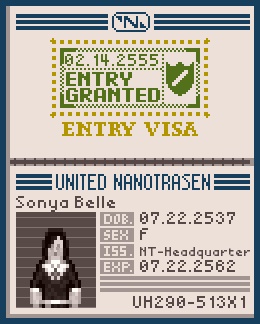 N
02.14.2555
ENTRY
GRANTED
ENTRY VISA
UNITED NANOTRASEN
Sonya Belle
DOB. 07.22.2537
SEX F
ISS. NT-Headquarter
EXP. 07.22.2562
UH290-513X1